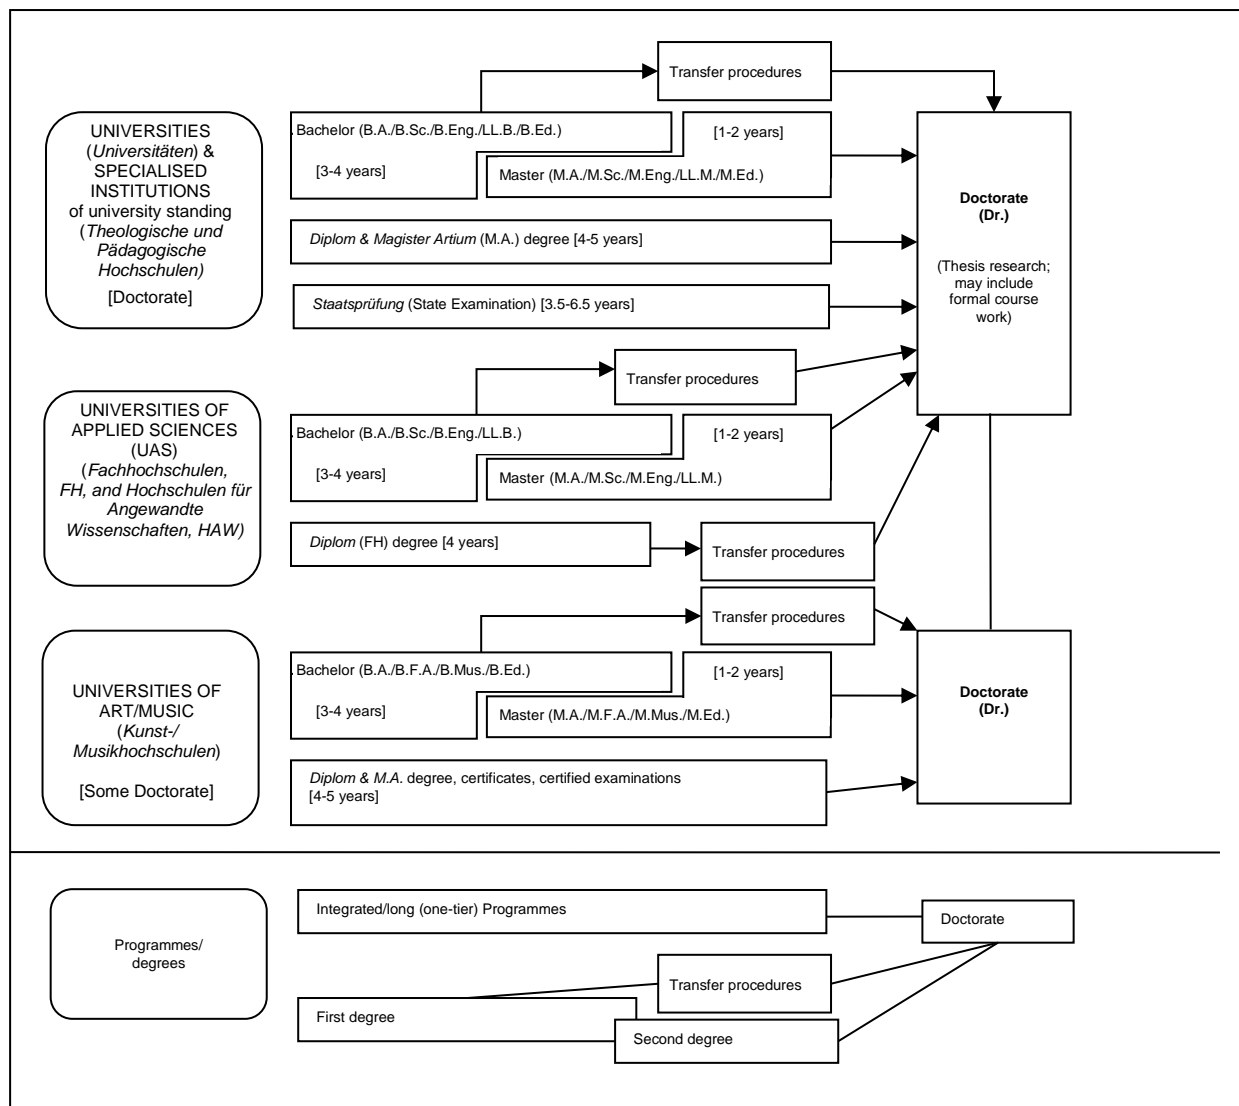 Transfer procedures
UNIVERSITIES
(Universitäten) &
SPECIALISED
INSTITUTIONS
of university standing
(Theologische und
Pädagogische
Hochschulen)
[Doctorate]
. Bachelor (B.A./B.Sc./B.Eng./LL.B./B.Ed.)
[3-4 years]
[1-2 years]
Master (M.A./M.Sc./M.Eng./LL.M./M.Ed.)
Diplom & Magister Artium (M.A.) degree [4-5 years]
Staatsprüfung (State Examination) [3.5-6.5 years]
Doctorate
(Dr.)
(Thesis research;
may include
formal course
work)
Transfer procedures
UNIVERSITIES OF
APPLIED SCIENCES
(UAS)
(Fachhochschulen,
FH, and Hochschulen für
Angewandte
Wissenschaften, HAW)
. Bachelor (B.A./B.Sc./B.Eng./LL.B.)
[3-4 years]
[1-2 years]
Master (M.A./M.Sc./M.Eng./LL.M.)
Diplom (FH) degree [4 years]
Transfer procedures
Transfer procedures
UNIVERSITIES OF
ART/MUSIC
(Kunst-/
Musikhochschulen)
[Some Doctorate]
. Bachelor (B.A./B.F.A./B.Mus./B.Ed.)
[3-4 years]
[1-2 years]
Master (M.A./M.F.A./M.Mus./M.Ed.)
Diplom & M.A. degree, certificates, certified examinations
[4-5 years]
Doctorate
(Dr.)
Programmes/
degrees
Integrated/long (one-tier) Programmes
Doctorate
Transfer procedures
First degree
Second degree